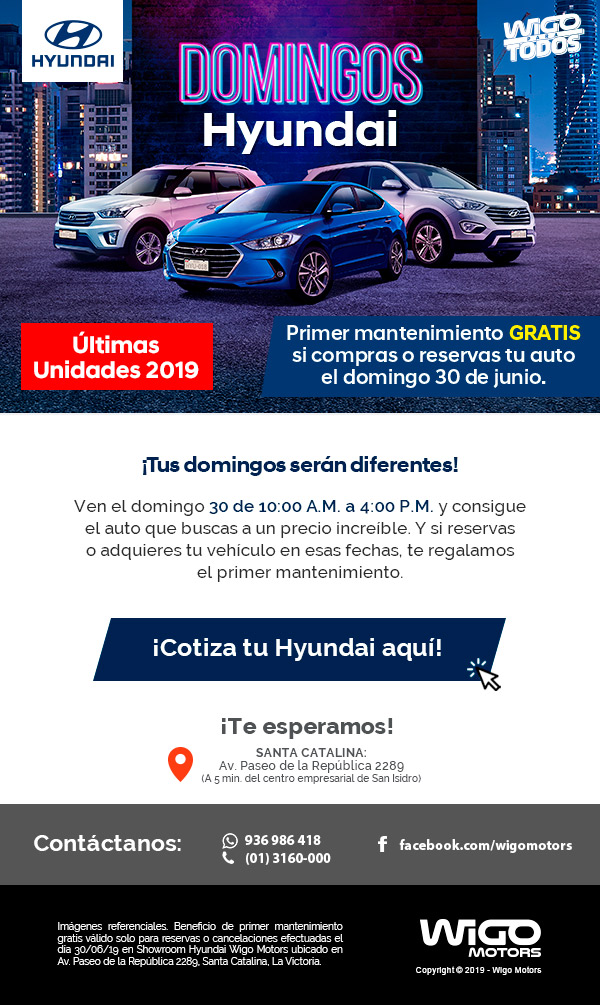 HYUNDAI
WIGO
TODOS
DOMINGOS
Hyundai
Últimas
Unidades 2019
Primer mantenimiento GRATIS
si compras o reservas tu auto
el domingo 30 de junio.
¡Tus domingos serán diferentes!
Ven el domingo 30 de 10:00 A.M. a 4:00 P.M. y consigue
el auto que buscas a un precio increíble. Y si reservas
o adquieres tu vehículo en esas fechas, te regalamos
el primer mantenimiento.
¡Cotiza tu Hyundai aquí!
¡Te esperamos!
SANTA CATALINA:
Av. Paseo de la República 2289
(A 5 min. del centro empresarial de San Isidro)
Contáctanos:
936 986 418
(01) 3160-000
facebook.com/wigomotors
Imágenes referenciales. Beneficio de primer mantenimiento
gratis válido solo para reservas o cancelaciones efectuadas el
día 30/06/19 en Showroom Hyundai Wigo Motors ubicado en
Av. Paseo de la República 2289, Santa Catalina, La Victoria.
WIGO
MOTORS
Copyright © 2019 - Wigo Motors